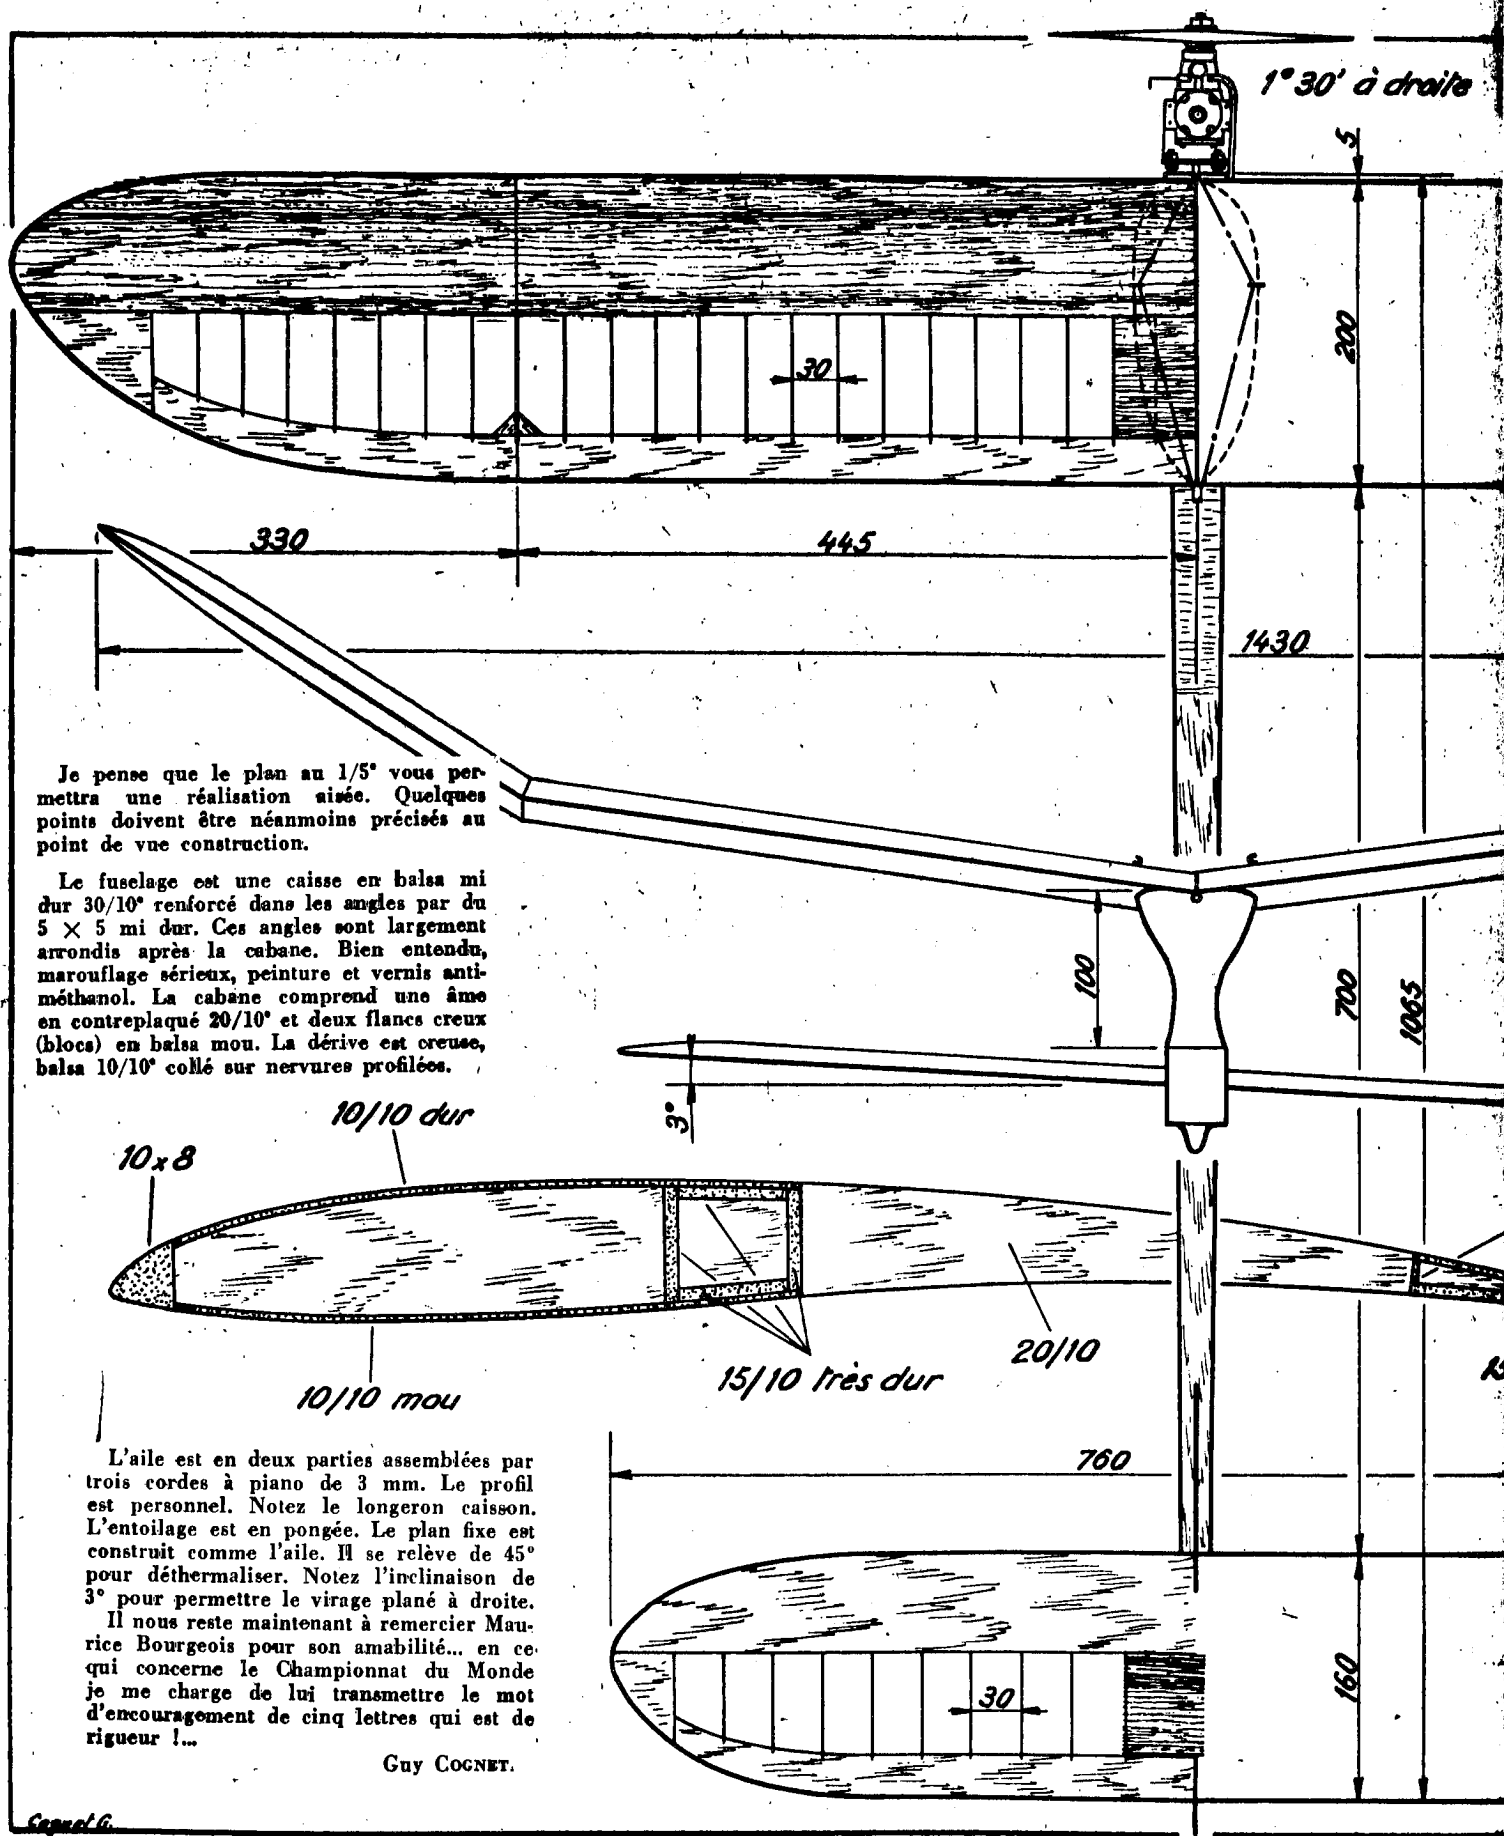 1°30' à droite
5
200
30
330
445
1430
Je pense que le plan au 1/5° vous per-
mettra une réalisation aisée. Quelques
points doivent être néanmoins précisés au
point de vue construction.
Le fuselage est une caisse en balsa mi
dur 30/10° renforcé dans les angles par du
5 × 5 mi dur. Ces angles sont largement
arrondis après la cabane. Bien entendu,
marouflage sérieux, peinture et vernis anti-
méthanol. La cabane comprend une âme
en contreplaqué 20/10° et deux flancs creux
(blocs) en balsa mou. La dérive est creuse,
balsa 10/10° collé sur nervures profilées.
100
700
1065
3°
10/10 dur
10x8
10/10 mou
15/10 très dur
20/10
L'aile est en deux parties assemblées par
trois cordes à piano de 3 mm. Le profil
est personnel. Notez le longeron caisson.
L'entoilage est en pongée. Le plan fixe est
construit comme l'aile. Il se relève de 45°
pour déthermaliser. Notez l'inclinaison de
3° pour permettre le virage plané à droite.
Il nous reste maintenant à remercier Mau-
rice Bourgeois pour son amabilité... en ce
qui concerne le Championnat du Monde
je me charge de lui transmettre le mot
d'encouragement de cinq lettres qui est de
rigueur !...
Guy COGNET.
760
30
160
Cognet G.